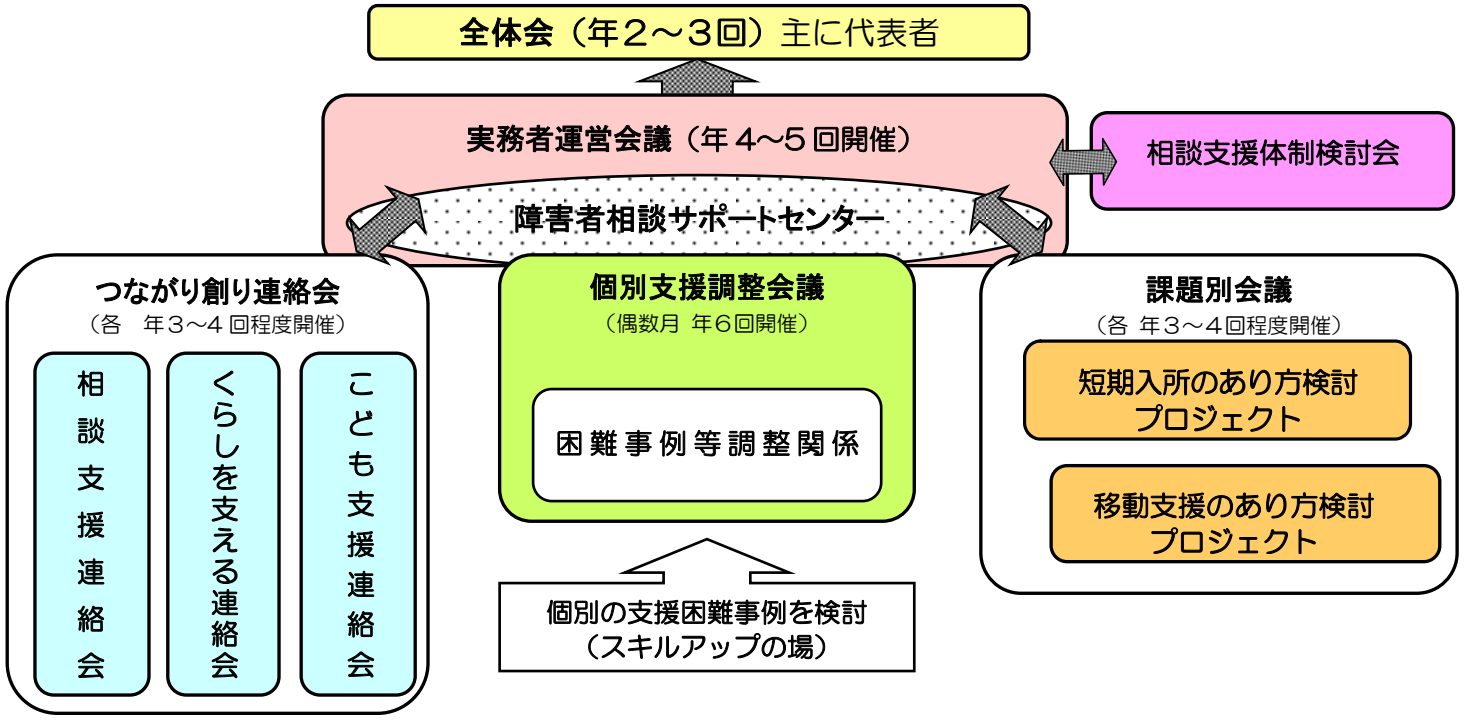 全体会（年２～３回）主に代表者
実務者運営会議（年４～５回開催）
相談支援体制検討会
障害者相談サポートセンター
つながり創り連絡会
（各　年３～４回程度開催）
相談支援連絡会
くらしを支える連絡会
こども支援連絡会
個別支援調整会議
（偶数月 年６回開催）
困難事例等調整関係
個別の支援困難事例を検討
（スキルアップの場）
課題別会議
（各 年３～４回程度開催）
短期入所のあり方検討
プロジェクト
移動支援のあり方検討
プロジェクト